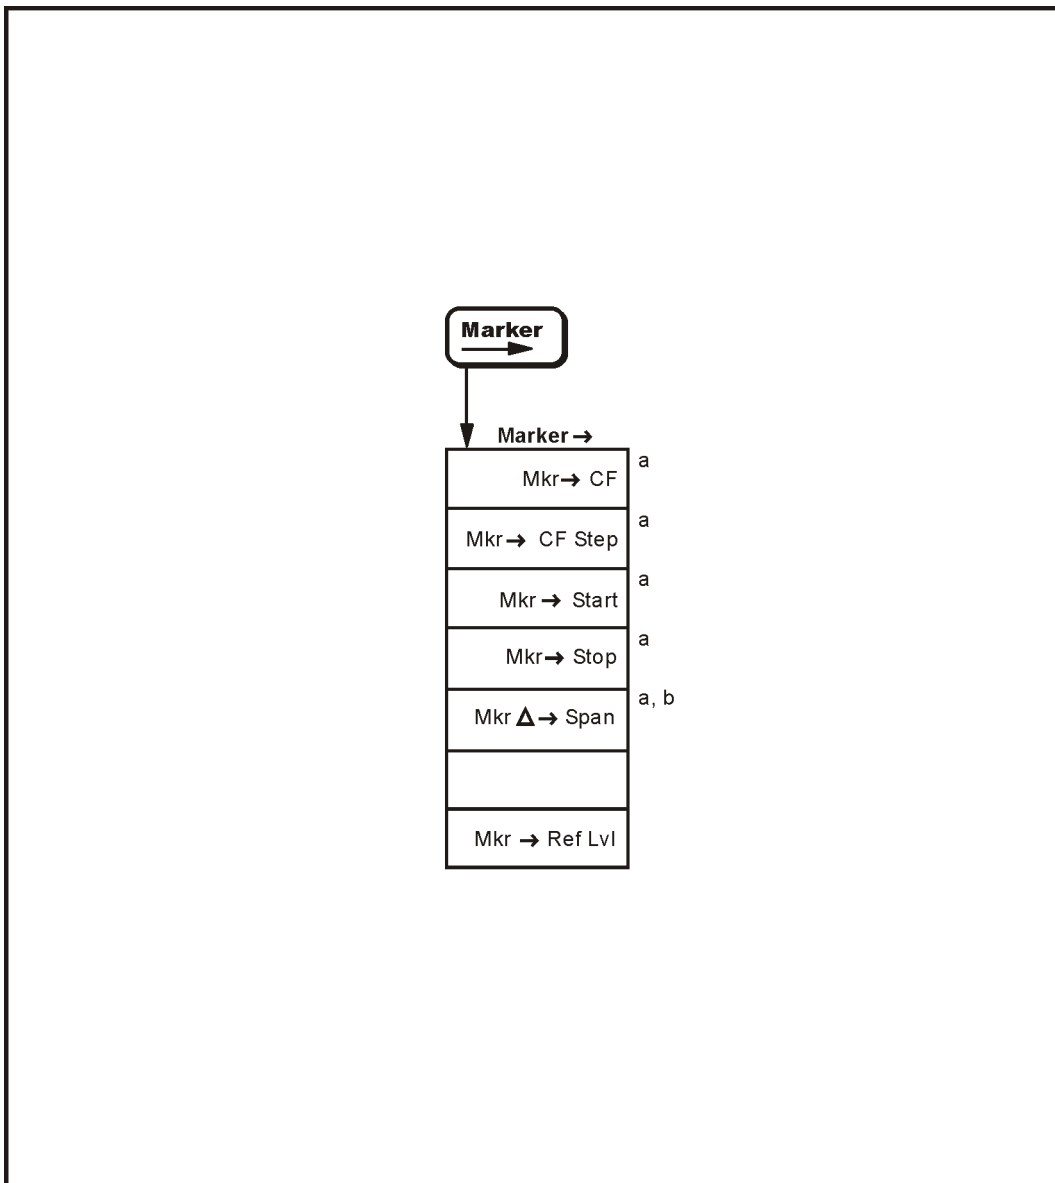 Marker
Marker →
Mkr → CF
a
Mkr → CF Step
a
Mkr → Start
a
Mkr → Stop
a
Mkr Δ → Span
a, b
Mkr → Ref Lvl